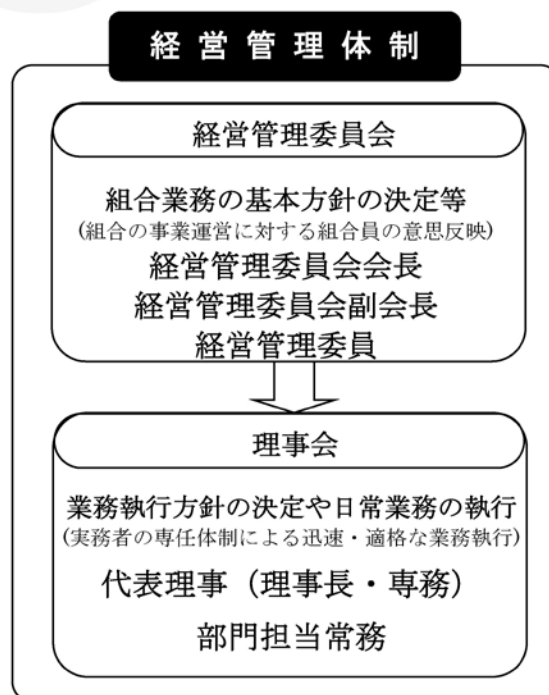 経営管理体制
経営管理委員会
組合業務の基本方針の決定等
(組合の事業運営に対する組合員の意思反映)
経営管理委員会会長
経営管理委員会副会長
経営管理委員
理事会
業務執行方針の決定や日常業務の執行
(実務者の専任体制による迅速・適格な業務執行)
代表理事（理事長・専務）
部門担当常務